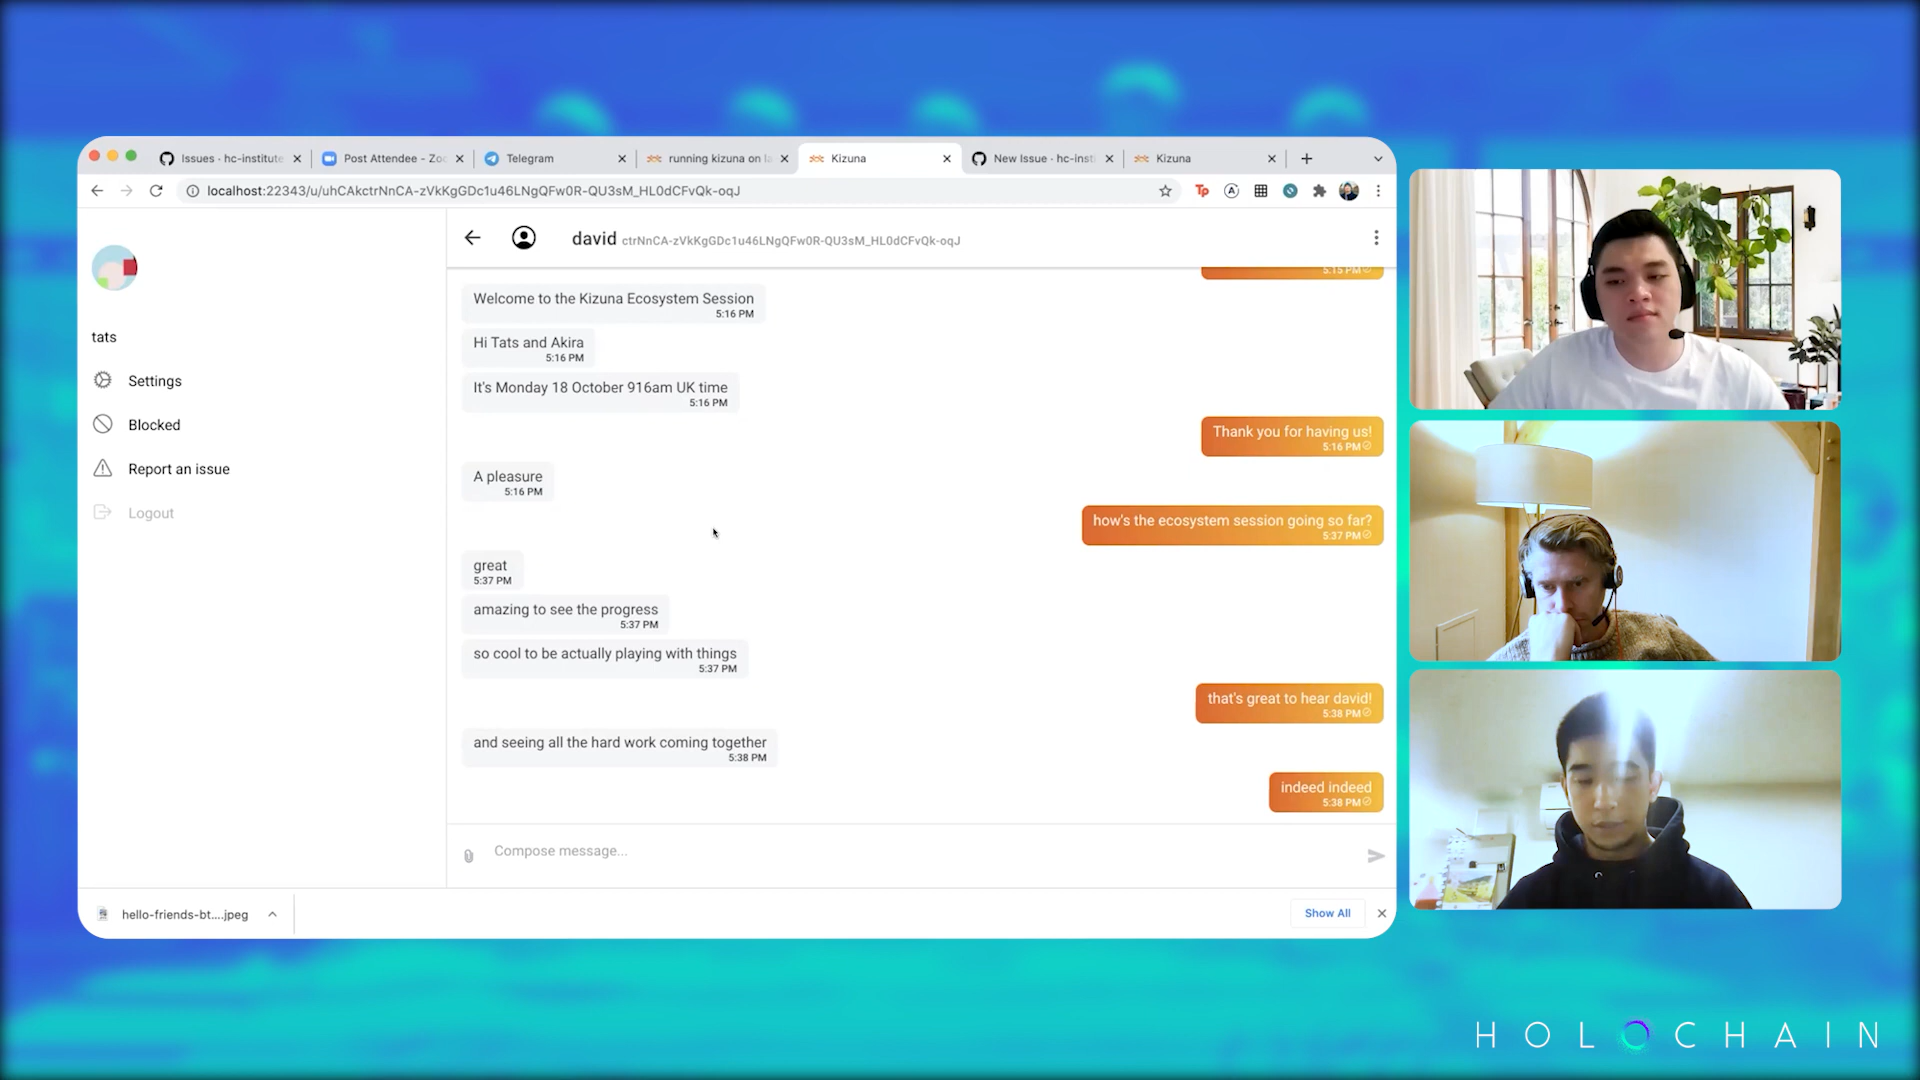 Issues · hc-institute
Post Attendee - Zo
Telegram
running kizuna on l
Kizuna
New Issue · hc-inst
Kizuna
localhost:22343/u/uhCAkctrNnCA-zVkKgGDc1u46LNgQFw0R-QU3sM_HL0dCFvQk-oqJ
Tp
A
tats
Settings
Blocked
Report an issue
Logout
david ctrNnCA-zVkKgGDc1u46LNgQFw0R-QU3sM_HL0dCFvQk-oqJ
5:15 PM
Welcome to the Kizuna Ecosystem Session
5:16 PM
Hi Tats and Akira
5:16 PM
It's Monday 18 October 916am UK time
5:16 PM
Thank you for having us!
5:16 PM
A pleasure
5:16 PM
how's the ecosystem session going so far?
5:37 PM
great
5:37 PM
amazing to see the progress
5:37 PM
so cool to be actually playing with things
5:37 PM
that's great to hear david!
5:38 PM
and seeing all the hard work coming together
5:38 PM
indeed indeed
5:38 PM
Compose message...
hello-friends-bt....jpeg
Show All
HOLOCHAIN